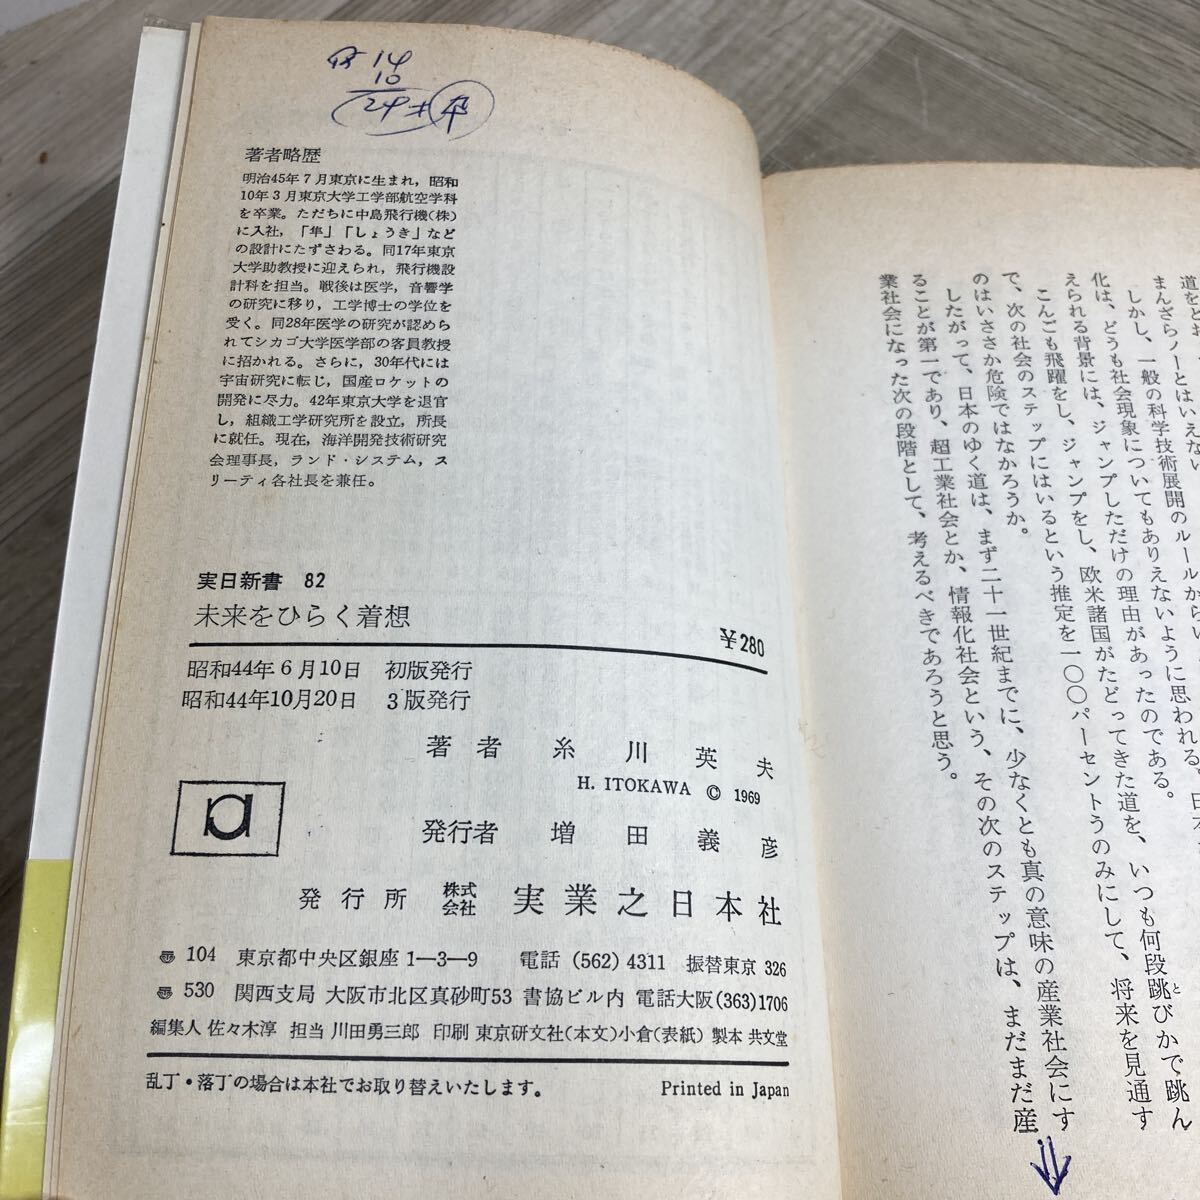 14
10
24才
著者略歴
明治45年7月東京に生まれ，昭和
10年3月東京大学工学部航空学科
を卒業。ただちに中島飛行機(株)
に入社，「隼」「しょうき」などの設計にたずさわる。同17年東京
大学助教授に迎えられ，飛行機設
計科を担当。戦後は医学，音響学
の研究に移り，工学博士の学位を
受く。同28年医学の研究が認めら
れてシカゴ大学医学部の客員教授
に招かれる。さらに，30年代には
宇宙研究に転じ，国産ロケットの
開発に尽力。42年東京大学を退官
し，組織工学研究所を設立，所長
に就任。現在，海洋開発技術研究
会理事長，ランド・システム，ス
リーティ各社長を兼任。
実日新書 82
未来をひらく着想
¥280
昭和44年6月10日 初版発行
昭和44年10月20日 3版発行
著者 糸川英夫
H. ITOKAWA © 1969
発行者 増田義彦
発行所 株式会社 実業之日本社
〠 104 東京都中央区銀座1―3―9 電話 (562) 4311 振替東京 326
〠 530 関西支局 大阪市北区真砂町53 書協ビル内 電話大阪(363)1706
編集人 佐々木淳 担当 川田勇三郎 印刷 東京研文社(本文)小倉(表紙) 製本 共文堂
乱丁・落丁の場合は本社でお取り替えいたします。 Printed in Japan
まんざらノーとはいえない
しかし、一般の科学技術展開のルールから
化は、どうも社会現象についてもありえないように思われる。日
えられる背景には、ジャンプしただけの理由があったのである。
こんごも飛躍をし、ジャンプをし、欧米諸国がたどってきた道を、いつも何段跳びかで跳ん
で、次の社会のステップにはいるという推定を一〇〇パーセントうのみにして、将来を見通す
のはいささか危険ではなかろうか。
したがって、日本のゆく道は、まず二十一世紀までに、少なくとも真の意味の産業社会にす
ることが第一であり、超工業社会とか、情報化社会という、その次のステップは、まだまだ産
業社会になった次の段階として、考えるべきであろうと思う。